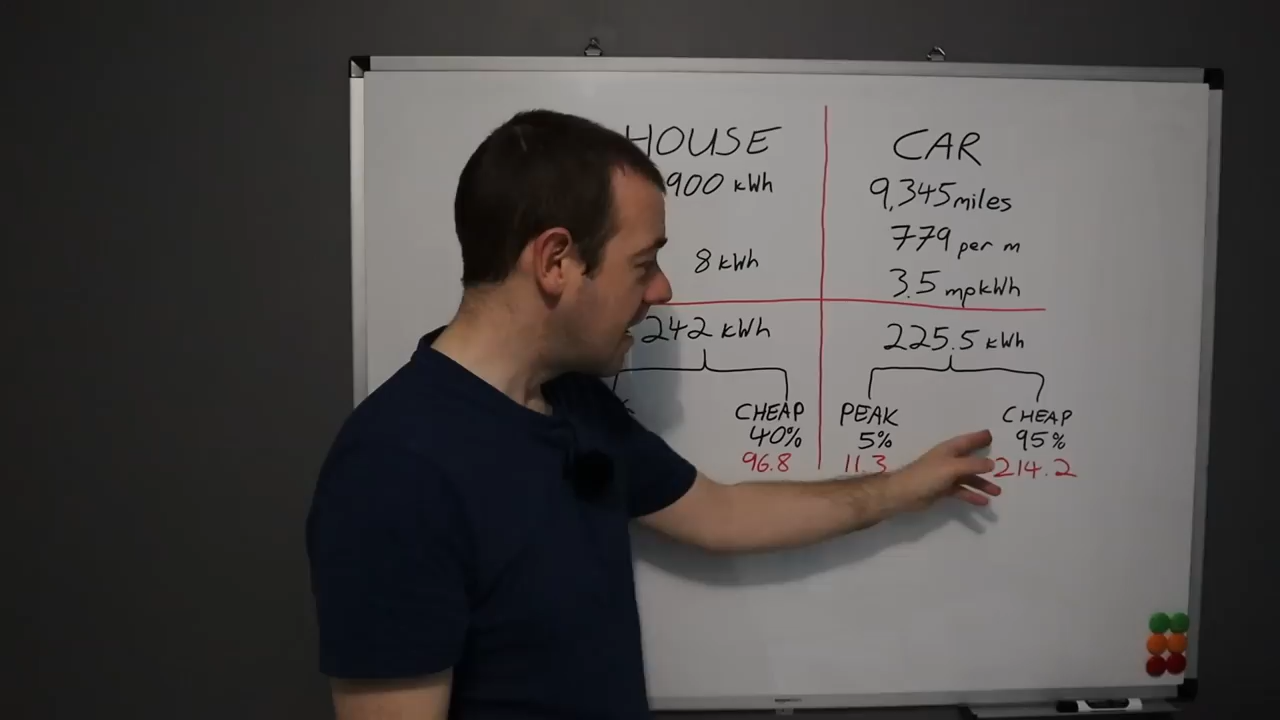 HOUSE
900 kWh
8 kWh
242 kWh
CHEAP
40%
96.8
CAR
9,345 miles
779 per m
3.5 mpkWh
225.5 kWh
PEAK
5%
11.3
CHEAP
95%
214.2